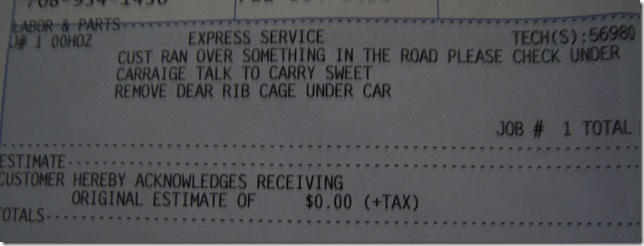 LABOR & PARTS
J# 1 00HOZ EXPRESS SERVICE TECH(S):56980
CUST RAN OVER SOMETHING IN THE ROAD PLEASE CHECK UNDER
CARRAIGE TALK TO CARRY SWEET
REMOVE DEAR RIB CAGE UNDER CAR
JOB # 1 TOTAL
ESTIMATE
CUSTOMER HEREBY ACKNOWLEDGES RECEIVING
ORIGINAL ESTIMATE OF $0.00 (+TAX)
TOTALS